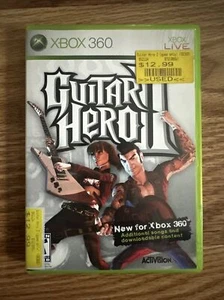 XBOX 360
XBOX
LIVE
$12.99
USED
GUITAR
HERO II
New for Xbox 360
Additional songs and
downloadable content
ACTIVISION